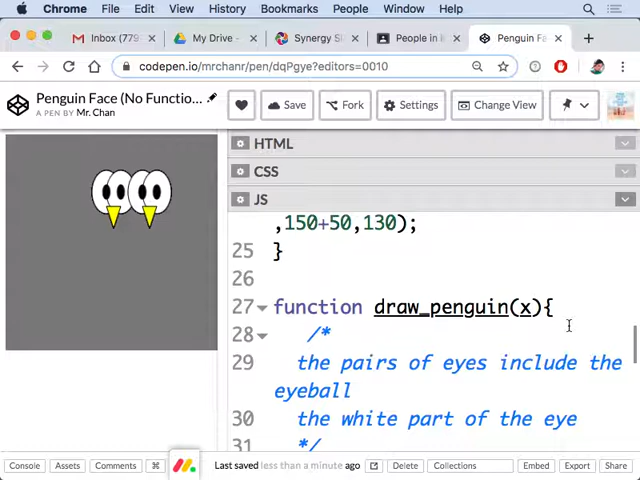 Chrome File Edit View History Bookmarks People Window Help
Inbox (779 My Drive - Synergy Sl People in Penguin Fa
codepen.io/mrchanr/pen/dqPgye?editors=0010
Penguin Face (No Functio...
A PEN BY Mr. Chan
Save Fork Settings Change View
HTML
CSS
JS
,150+50,130);
25 }
26
27 function draw_penguin(x){
28 /*
29 the pairs of eyes include the
eyeball
30 the white part of the eye
31 */
Console Assets Comments ⌘ Last saved less than a minute ago Delete Collections Embed Export Share